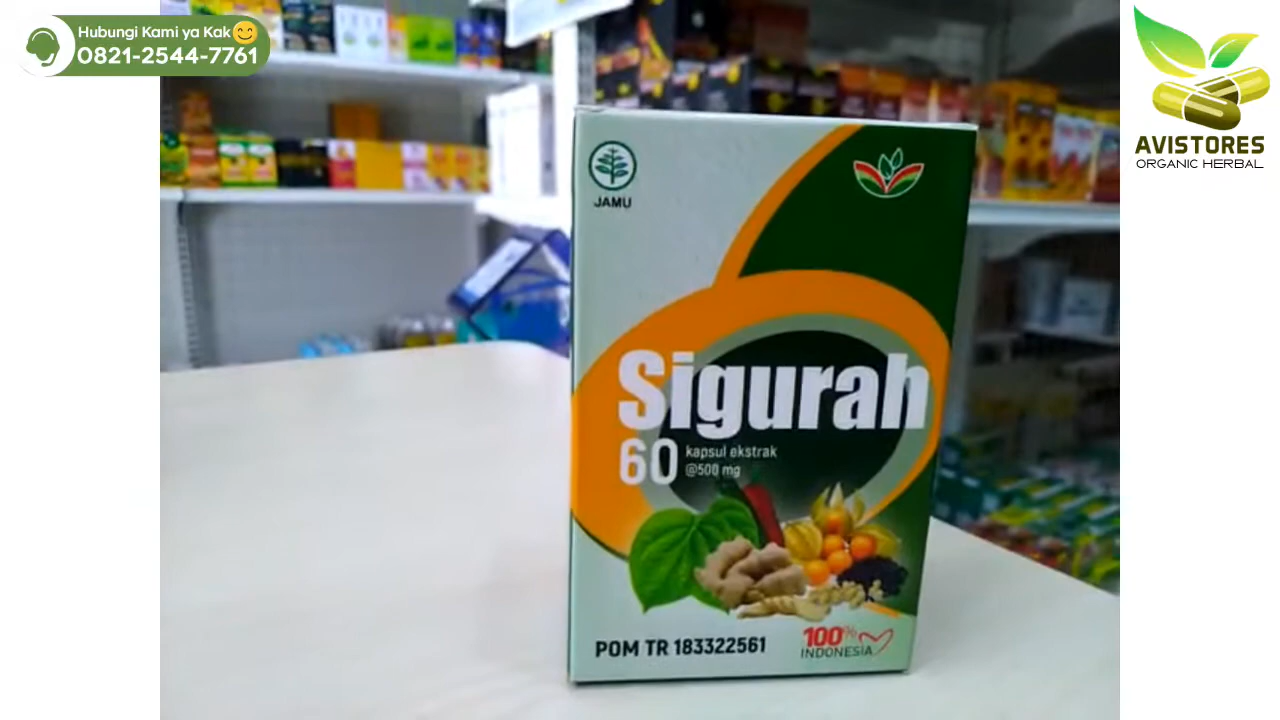 Hubungi Kami ya Kak
0821-2544-7761
AVISTORES
ORGANIC HERBAL
JAMU
Sigurah
60 kapsul ekstrak
@500 mg
POM TR 183322561
100%
INDONESIA